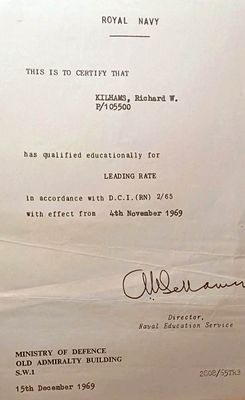 ROYAL NAVY
THIS IS TO CERTIFY THAT
KILHAMS, Richard W.
P/105500
has qualified educationally for
LEADING RATE
in accordance with D.C.I.(RN) 2/65
with effect from 4th November 1969
Director,
Naval Education Service
MINISTRY OF DEFENCE
OLD ADMIRALTY BUILDING
S.W.1
15th December 1969